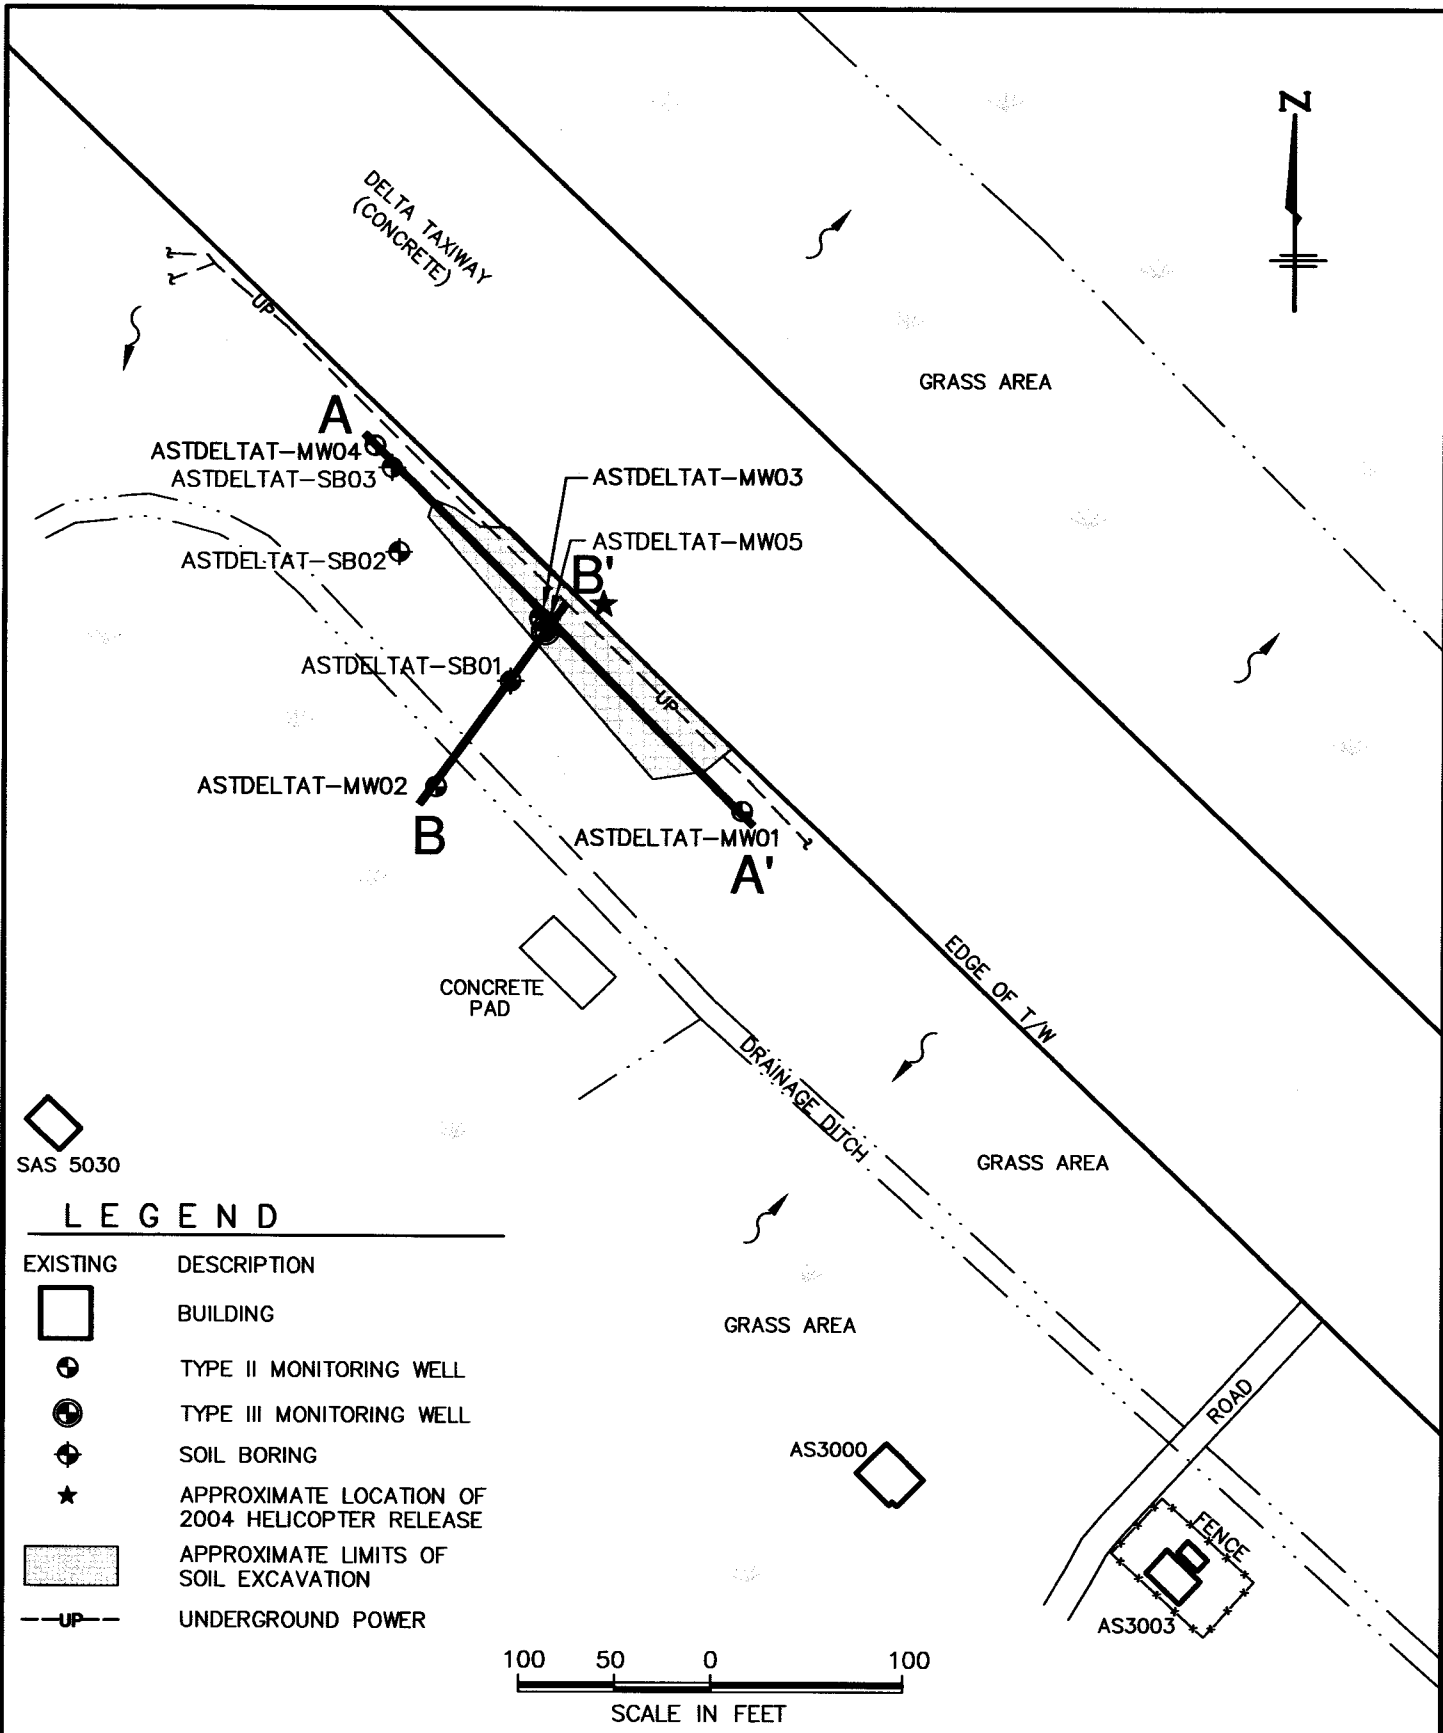 N
DELTA TAXIWAY
(CONCRETE)
GRASS AREA
UP
A
ASTDELTAT-MW04
ASTDELTAT-SB03
ASTDELTAT-MW03
ASTDELTAT-MW05
ASTDELTAT-SB02
B'
ASTDELTAT-SB01
UP
ASTDELTAT-MW02
B
ASTDELTAT-MW01
A'
CONCRETE
PAD
EDGE OF T/W
DRAINAGE DITCH
GRASS AREA
SAS 5030
GRASS AREA
ROAD
AS3000
FENCE
AS3003
LEGEND
EXISTING DESCRIPTION
BUILDING
TYPE II MONITORING WELL
TYPE III MONITORING WELL
SOIL BORING
APPROXIMATE LOCATION OF
2004 HELICOPTER RELEASE
APPROXIMATE LIMITS OF
SOIL EXCAVATION
UP UNDERGROUND POWER
100 50 0 100
SCALE IN FEET